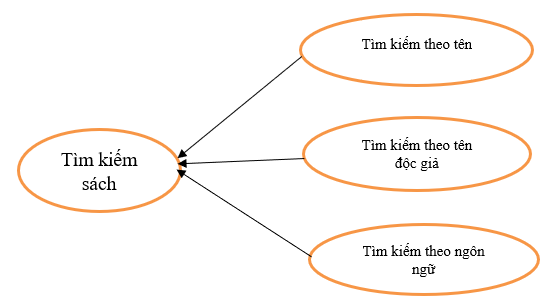 Tìm kiếm theo tên
Tìm kiếm theo tên
độc giả
Tìm kiếm
sách
Tìm kiếm theo ngôn
ngữ